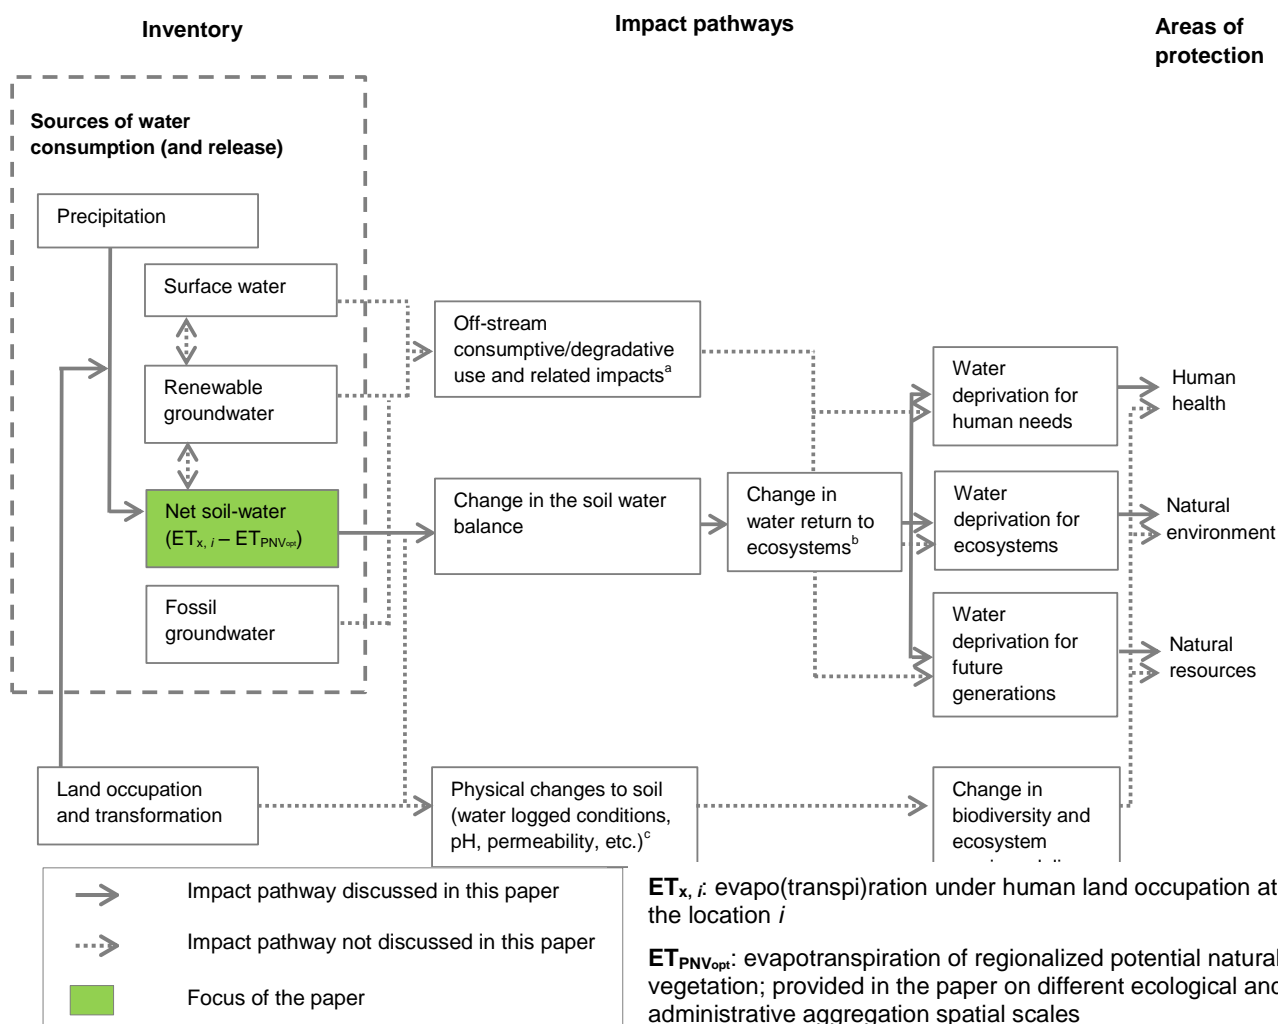 Inventory
Impact pathways
Areas of
protection
Sources of water
consumption (and release)
Precipitation
Surface water
Renewable
groundwater
Net soil-water
(ETx, i – ETPNVopt)
Fossil
groundwater
Land occupation
and transformation
Off-stream
consumptive/degradative
use and related impactsa
Change in the soil water
balance
Change in
water return to
ecosystemsb
Physical changes to soil
(water logged conditions,
pH, permeability, etc.)c
Water
deprivation for
human needs
Water
deprivation for
ecosystems
Water
deprivation for
future
generations
Change in
biodiversity and
ecosystem
Human
health
Natural
environment
Natural
resources
Impact pathway discussed in this paper
Impact pathway not discussed in this paper
Focus of the paper
ETx, i: evapo(transpi)ration under human land occupation at
the location i
ETPNVopt: evapotranspiration of regionalized potential natural
vegetation; provided in the paper on different ecological and
administrative aggregation spatial scales